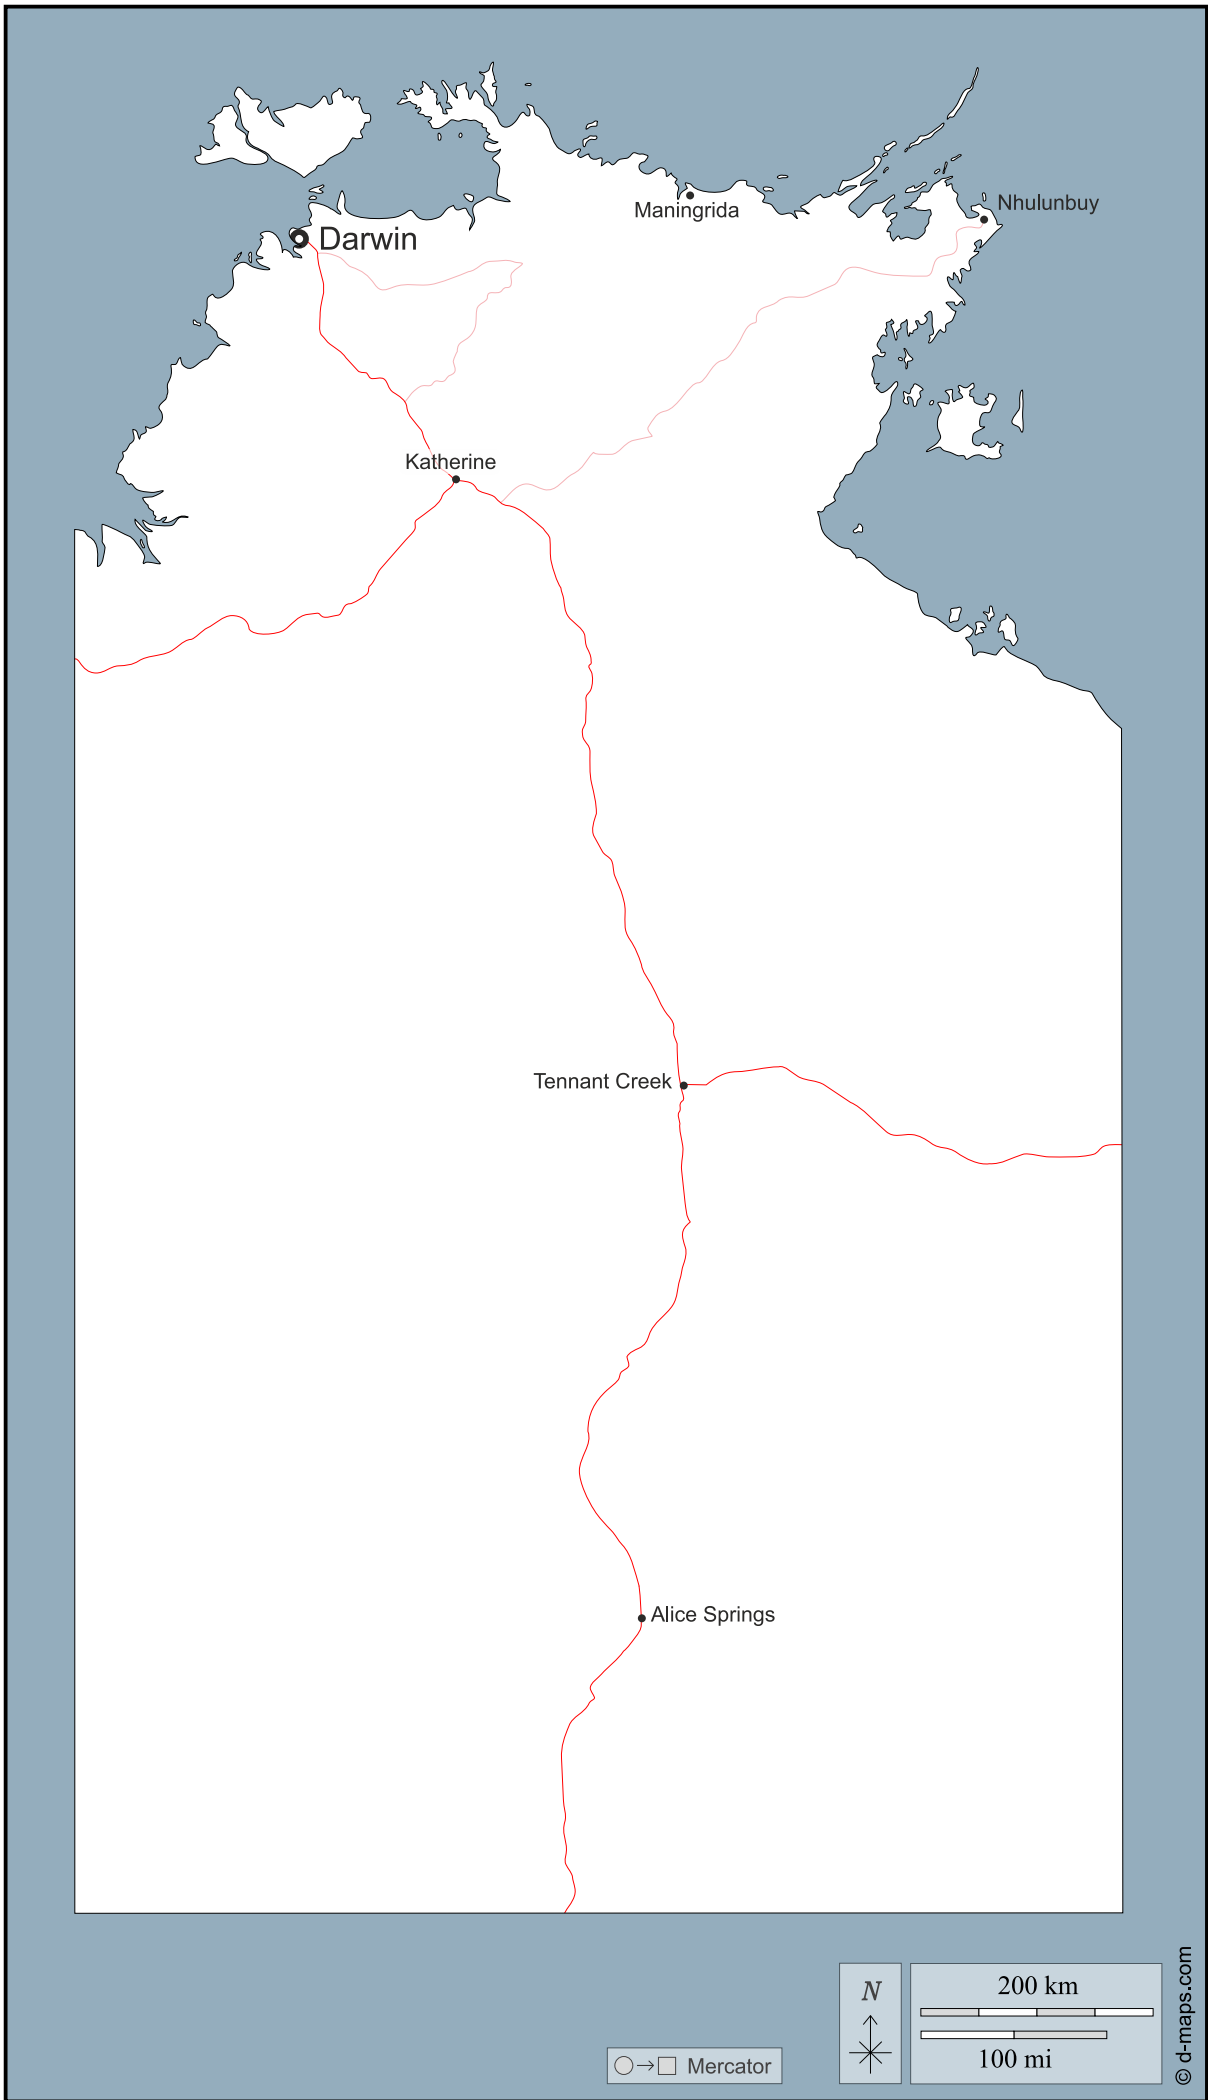 Maningrida
Nhulunbuy
Darwin
Katherine
Tennant Creek
Alice Springs
N
200 km
100 mi
Mercator
© d-maps.com